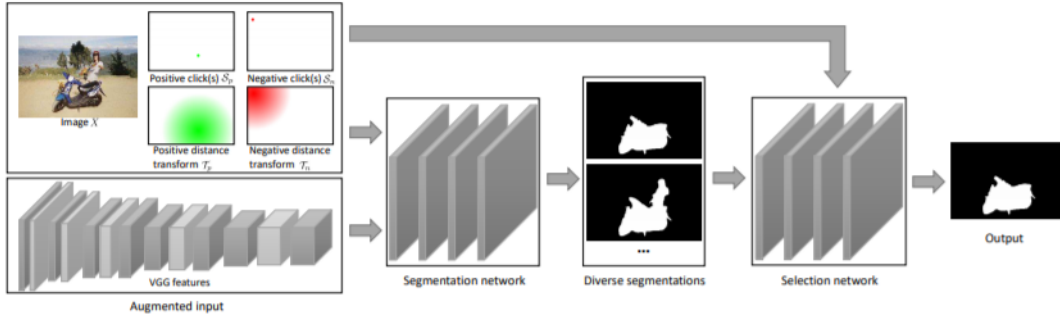 Positive click(s) 𝒮ₚ
Negative click(s) 𝒮ₙ
Image X
Positive distance
transform 𝒯ₚ
Negative distance
transform 𝒯ₙ
VGG features
Augmented input
Segmentation network
...
Diverse segmentations
Selection network
Output